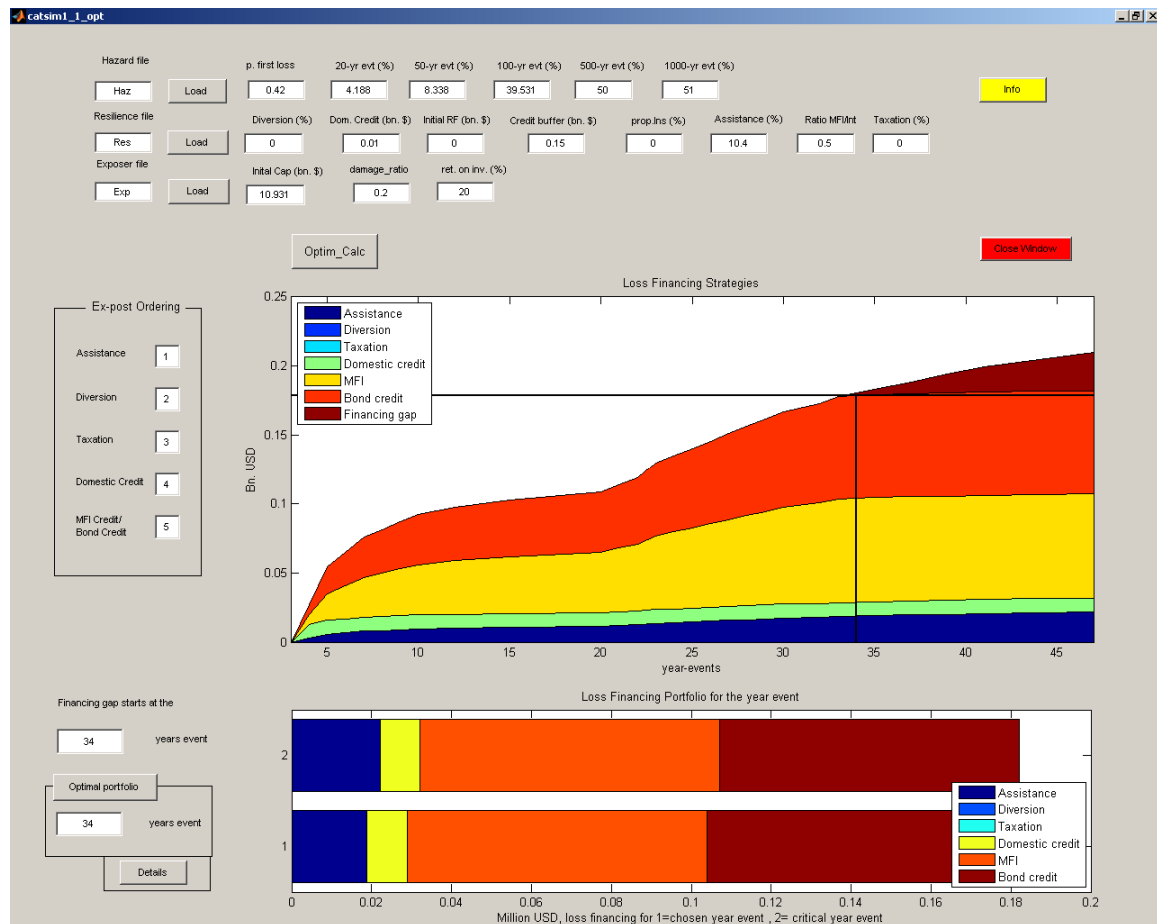 catsim1_1_opt
Hazard file
p. first loss 20-yr evt (%) 50-yr evt (%) 100-yr evt (%) 500-yr evt (%) 1000-yr evt (%)
Haz Load 0.42 4.188 8.338 39.531 50 51 Info
Resilience file
Diversion (%) Dom. Credit (bn. $) Initial RF (bn. $) Credit buffer (bn. $) prop.Ins (%) Assistance (%) Ratio MFI/Int Taxation (%)
Res Load 0 0.01 0 0.15 0 10.4 0.5 0
Exposer file
Inital Cap (bn. $) damage_ratio ret. on inv. (%)
Exp Load 10.931 0.2 20
Optim_Calc
Close Window
Ex-post Ordering
Assistance 1
Diversion 2
Taxation 3
Domestic Credit 4
MFI Credit/
Bond Credit 5
Loss Financing Strategies
Assistance
Diversion
Taxation
Domestic credit
MFI
Bond credit
Financing gap
0.25
0.2
0.15
0.1
0.05
0
Bn. USD
5 10 15 20 25 30 35 40 45
year-events
Financing gap starts at the
34 years event
Optimal portfolio
34 years event
Details
Loss Financing Portfolio for the year event
2
1
Assistance
Diversion
Taxation
Domestic credit
MFI
Bond credit
0 0.02 0.04 0.06 0.08 0.1 0.12 0.14 0.16 0.18 0.2
Million USD, loss financing for 1=chosen year event , 2= critical year event